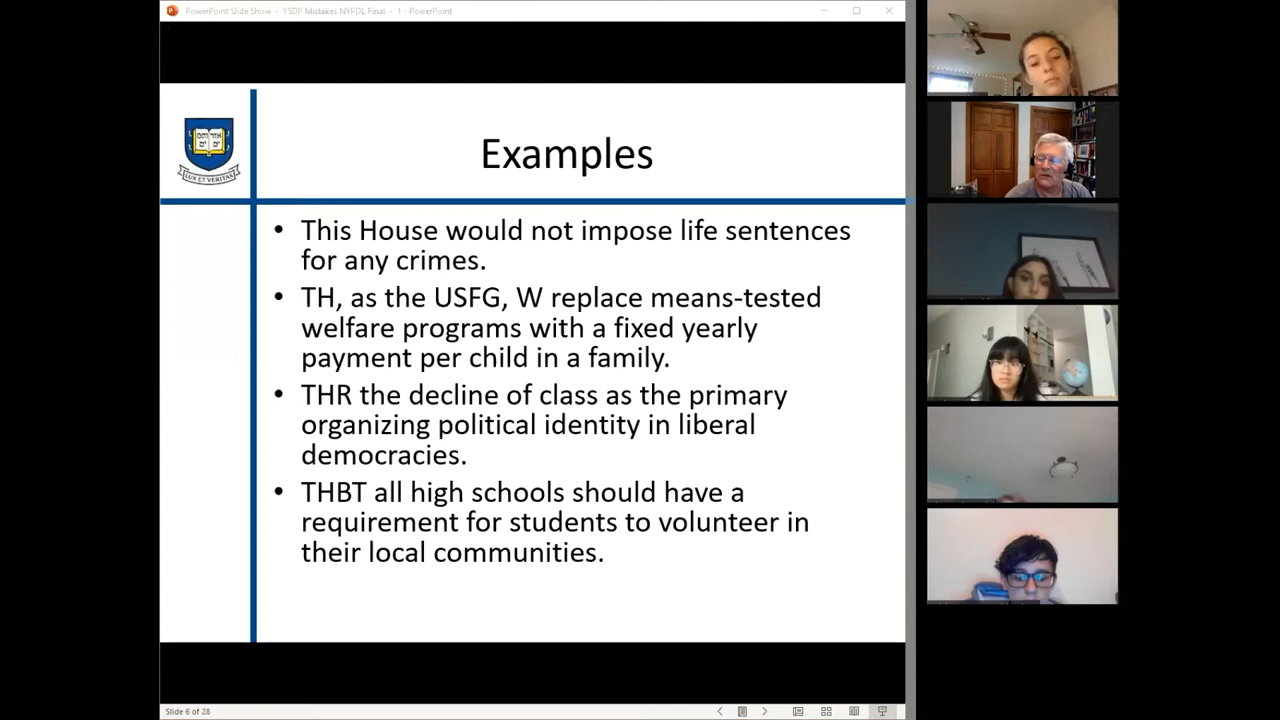 PowerPoint Slide Show - YSDP Mistakes NYPDL Final - 1 - PowerPoint
LUX ET VERITAS
Examples
• This House would not impose life sentences
for any crimes.
• TH, as the USFG, W replace means-tested
welfare programs with a fixed yearly
payment per child in a family.
• THR the decline of class as the primary
organizing political identity in liberal
democracies.
• THBT all high schools should have a
requirement for students to volunteer in
their local communities.
Slide 6 of 28